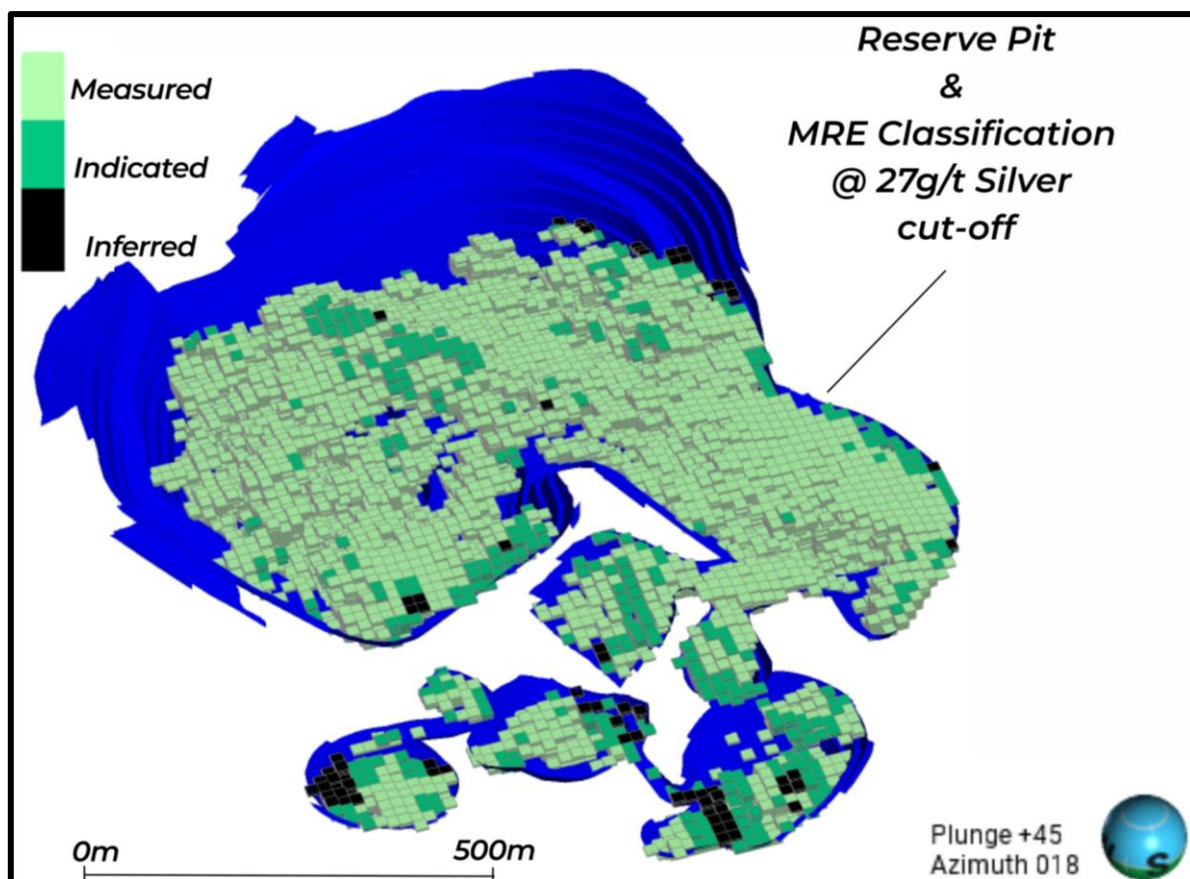 Measured
Indicated
Inferred
Reserve Pit
&
MRE Classification
@ 27g/t Silver
cut-off
0m
500m
Plunge +45
Azimuth 018
S